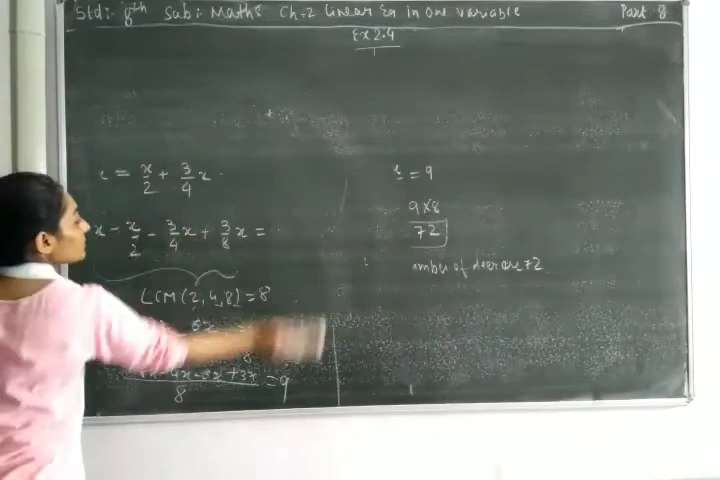 Std: 8th Sub: Maths Ch-2 Linear Eq in One variable Part-8
Ex 2.4
x = x/2 + 3/4 x
x - x/2 - 3/4 x + 3/8 x =
LCM (2,4,8) = 8
+ 3x / 8 = 9
x = 9
9×8
72
of deer are 72